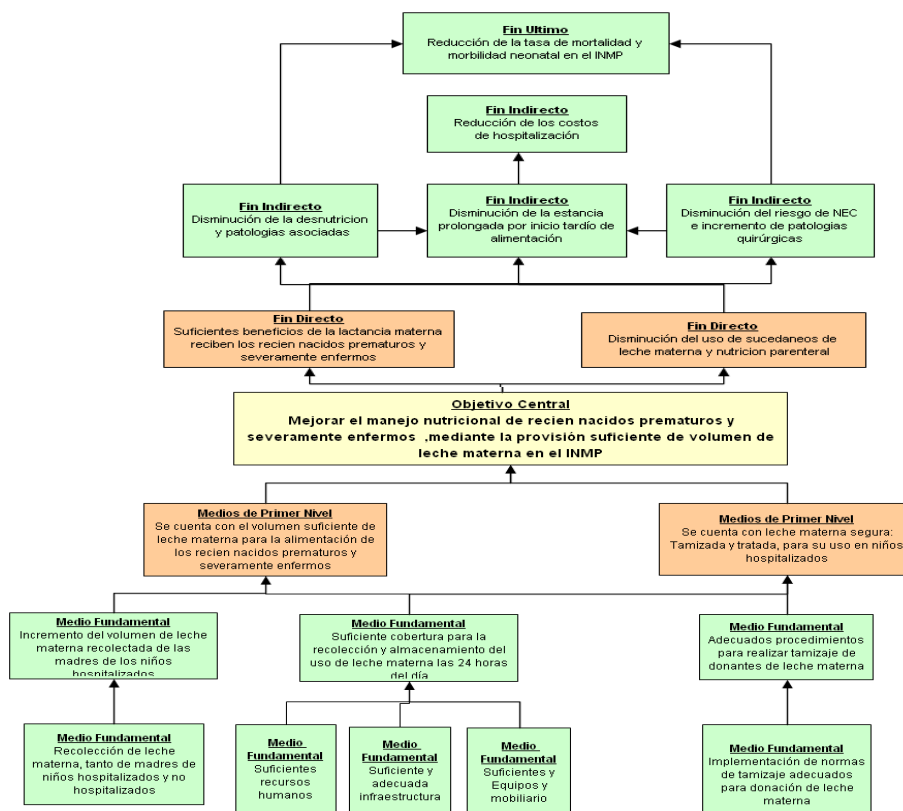 Fin Ultimo
Reducción de la tasa de mortalidad y
morbilidad neonatal en el INMP
Fin Indirecto
Reducción de los costos
de hospitalización
Fin Indirecto
Disminución de la desnutricion
y patologias asociadas
Fin Indirecto
Disminución de la estancia
prolongada por inicio tardío de
alimentación
Fin Indirecto
Disminución del riesgo de NEC
e incremento de patologias
quirúrgicas
Fin Directo
Suficientes beneficios de la lactancia materna
reciben los recien nacidos prematuros y
severamente enfermos
Fin Directo
Disminución del uso de sucedaneos de
leche materna y nutricion parenteral
Objetivo Central
Mejorar el manejo nutricional de recien nacidos prematuros y
severamente enfermos ,mediante la provisión suficiente de volumen de
leche materna en el INMP
Medios de Primer Nivel
Se cuenta con el volumen suficiente de
leche materna para la alimentación de
los recien nacidos prematuros y
severamente enfermos
Medios de Primer Nivel
Se cuenta con leche materna segura:
Tamizada y tratada, para su uso en niños
hospitalizados
Medio Fundamental
Incremento del volumen de leche
materna recolectada de las
madres de los niños
hospitalizados
Medio Fundamental
Suficiente cobertura para la
recolección y almacenamiento del
uso de leche materna las 24 horas
del día
Medio Fundamental
Adecuados procedimientos
para realizar tamizaje de
donantes de leche materna
Medio Fundamental
Recolección de leche
materna, tanto de madres de
niños hospitalizados y no
hospitalizados
Medio
Fundamental
Suficientes
recursos
humanos
Medio
Fundamental
Suficiente y
adecuada
infraestructura
Medio
Fundamental
Suficientes y
Equipos y
mobiliario
Medio Fundamental
Implementación de normas
de tamizaje adecuados
para donación de leche
materna